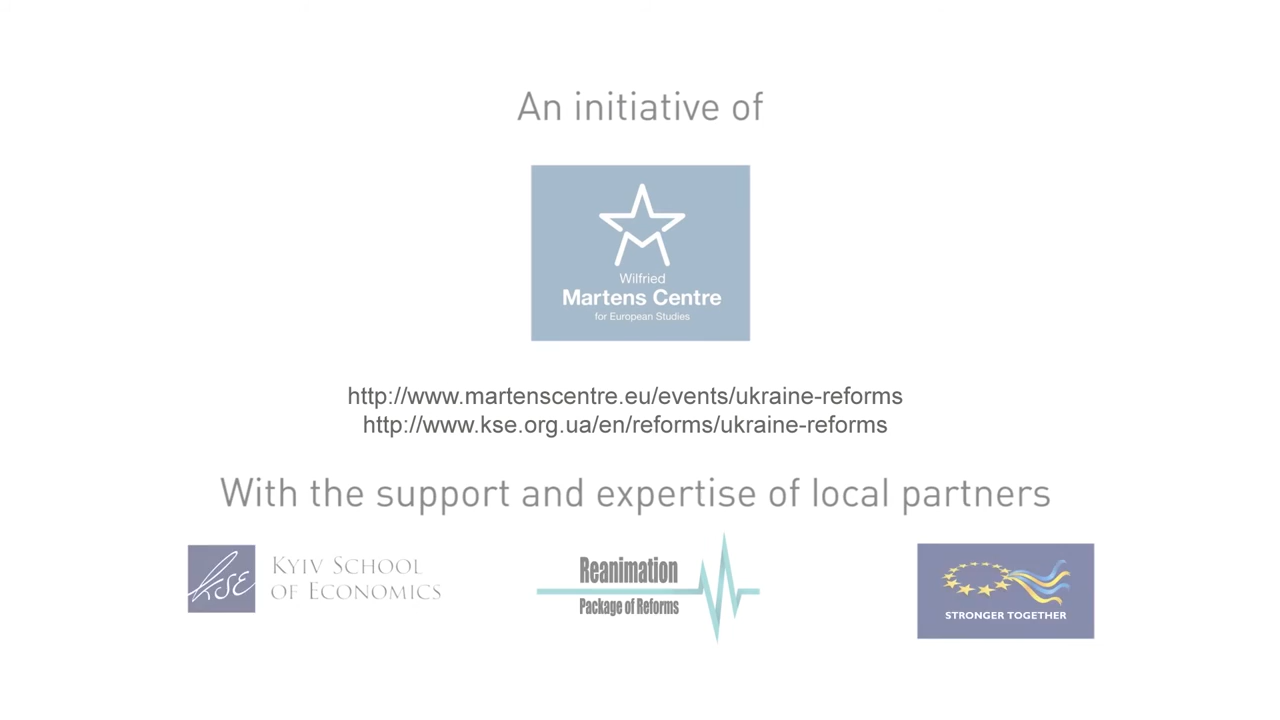 An initiative of
Wilfried
Martens Centre
for European Studies
http://www.martenscentre.eu/events/ukraine-reforms
http://www.kse.org.ua/en/reforms/ukraine-reforms
With the support and expertise of local partners
kse
KYIV SCHOOL
OF ECONOMICS
Reanimation
Package of Reforms
STRONGER TOGETHER